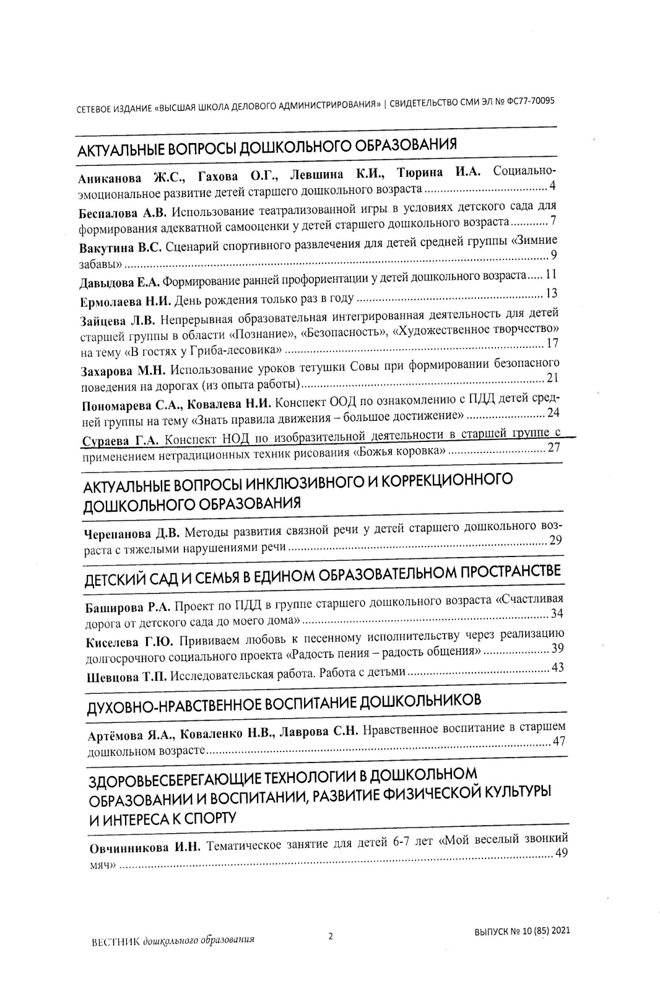 СЕТЕВОЕ ИЗДАНИЕ «ВЫСШАЯ ШКОЛА ДЕЛОВОГО АДМИНИСТРИРОВАНИЯ» | СВИДЕТЕЛЬСТВО СМИ ЭЛ № ФС77-70095
АКТУАЛЬНЫЕ ВОПРОСЫ ДОШКОЛЬНОГО ОБРАЗОВАНИЯ
Аниканова Ж.С., Гахова О.Г., Левшина К.И., Тюрина И.А. Социально-
эмоциональное развитие детей старшего дошкольного возраста.....................................4
Беспалова А.В. Использование театрализованной игры в условиях детского сада для
формирования адекватной самооценки у детей старшего дошкольного возраста...........7
Вакутина В.С. Сценарий спортивного развлечения для детей средней группы «Зимние
забавы»..............................................................................................................................9
Давыдова Е.А. Формирование ранней профориентации у детей дошкольного возраста.....11
Ермолаева Н.И. День рождения только раз в году.......................................................13
Зайцева Л.В. Непрерывная образовательная интегрированная деятельность для детей
старшей группы в области «Познание», «Безопасность», «Художественное творчество»
на тему «В гостях у Гриба-лесовика»............................................................................17
Захарова М.Н. Использование уроков тетушки Совы при формировании безопасного
поведения на дорогах (из опыта работы).......................................................................21
Пономарева С.А., Ковалева Н.И. Конспект ООД по ознакомлению с ПДД детей сред-
ней группы на тему «Знать правила движения – большое достижение».......................24
Сураева Г.А. Конспект НОД по изобразительной деятельности в старшей группе с
применением нетрадиционных техник рисования «Божья коровка».............................27
АКТУАЛЬНЫЕ ВОПРОСЫ ИНКЛЮЗИВНОГО И КОРРЕКЦИОННОГО
ДОШКОЛЬНОГО ОБРАЗОВАНИЯ
Черепанова Д.В. Методы развития связной речи у детей старшего дошкольного воз-
раста с тяжелыми нарушениями речи............................................................................29
ДЕТСКИЙ САД И СЕМЬЯ В ЕДИНОМ ОБРАЗОВАТЕЛЬНОМ ПРОСТРАНСТВЕ
Баширова Р.А. Проект по ПДД в группе старшего дошкольного возраста «Счастливая
дорога от детского сада до моего дома».......................................................................34
Киселева Г.Ю. Прививаем любовь к песенному исполнительству через реализацию
долгосрочного социального проекта «Радость пения – радость общения»...................39
Шевцова Т.П. Исследовательская работа. Работа с детьми..........................................43
ДУХОВНО-НРАВСТВЕННОЕ ВОСПИТАНИЕ ДОШКОЛЬНИКОВ
Артёмова Я.А., Коваленко Н.В., Лаврова С.Н. Нравственное воспитание в старшем
дошкольном возрасте.....................................................................................................47
ЗДОРОВЬЕСБЕРЕГАЮЩИЕ ТЕХНОЛОГИИ В ДОШКОЛЬНОМ
ОБРАЗОВАНИИ И ВОСПИТАНИИ, РАЗВИТИЕ ФИЗИЧЕСКОЙ КУЛЬТУРЫ
И ИНТЕРЕСА К СПОРТУ
Овчинникова И.Н. Тематическое занятие для детей 6-7 лет «Мой веселый звонкий
мяч»................................................................................................................................49
ВЕСТНИК дошкольного образования
2
ВЫПУСК № 10 (85) 2021